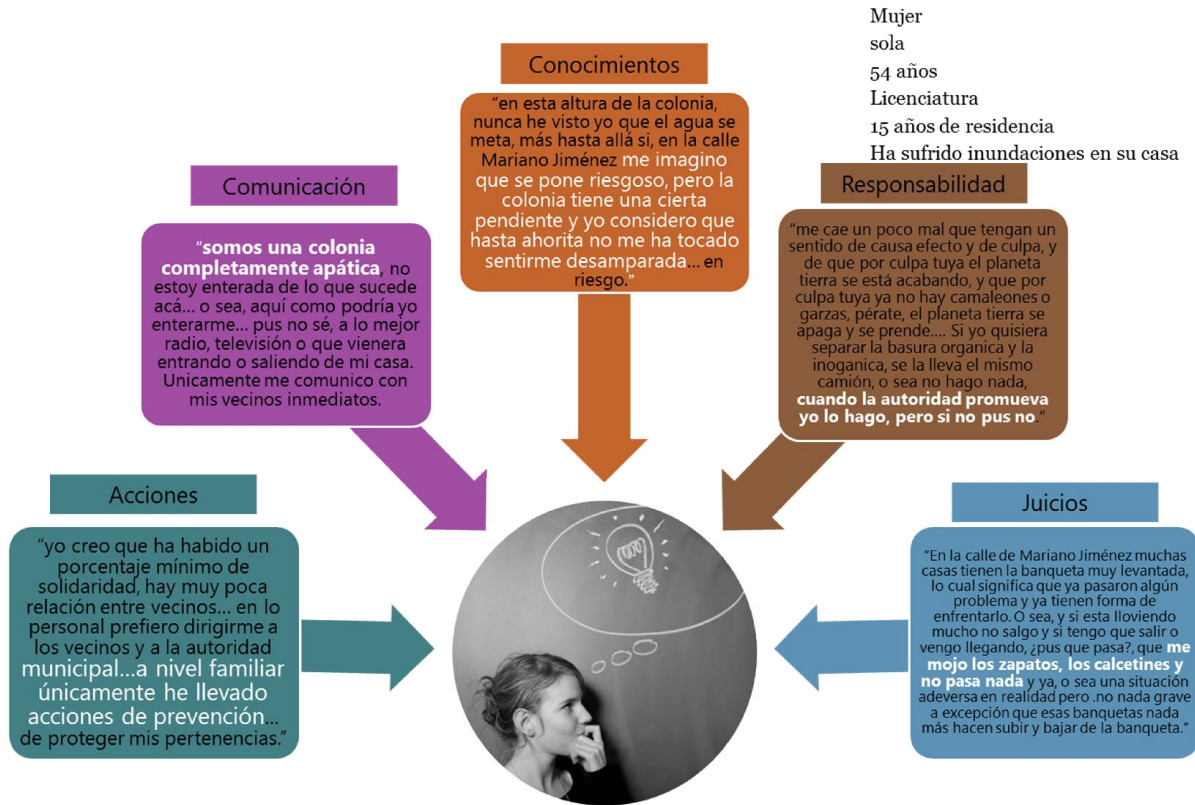 Mujer
sola
54 años
Licenciatura
15 años de residencia
Ha sufrido inundaciones en su casa
Conocimientos
"en esta altura de la colonia,
nunca he visto yo que el agua se
meta, más hasta allá si, en la calle
Mariano Jiménez me imagino
que se pone riesgoso, pero la
colonia tiene una cierta
pendiente y yo considero que
hasta ahorita no me ha tocado
sentirme desamparada... en
riesgo."
Comunicación
"somos una colonia
completamente apática, no
estoy enterada de lo que sucede
acá... o sea, aquí como podría yo
enterarme... pus no sé, a lo mejor
radio, televisión o que vienera
entrando o saliendo de mi casa.
Unicamente me comunico con
mis vecinos inmediatos.
Responsabilidad
"me cae un poco mal que tengan un
sentido de causa efecto y de culpa, y
de que por culpa tuya el planeta
tierra se está acabando, y que por
culpa tuya ya no hay camaleones o
garzas, pérate, el planeta tierra se
apaga y se prende.... Si yo quisiera
separar la basura organica y la
inoganica, se la lleva el mismo
camión, o sea no hago nada,
cuando la autoridad promueva
yo lo hago, pero si no pus no."
Acciones
"yo creo que ha habido un
porcentaje mínimo de
solidaridad, hay muy poca
relación entre vecinos... en lo
personal prefiero dirigirme a
los vecinos y a la autoridad
municipal...a nivel familiar
únicamente he llevado
acciones de prevención...
de proteger mis pertenencias."
Juicios
"En la calle de Mariano Jiménez muchas
casas tienen la banqueta muy levantada,
lo cual significa que ya pasaron algún
problema y ya tienen forma de
enfrentarlo. O sea, y si esta lloviendo
mucho no salgo y si tengo que salir o
vengo llegando, ¿pus que pasa?, que me
mojo los zapatos, los calcetines y
no pasa nada y ya, o sea una situación
adeversa en realidad pero .no nada grave
a excepción que esas banquetas nada
más hacen subir y bajar de la banqueta."